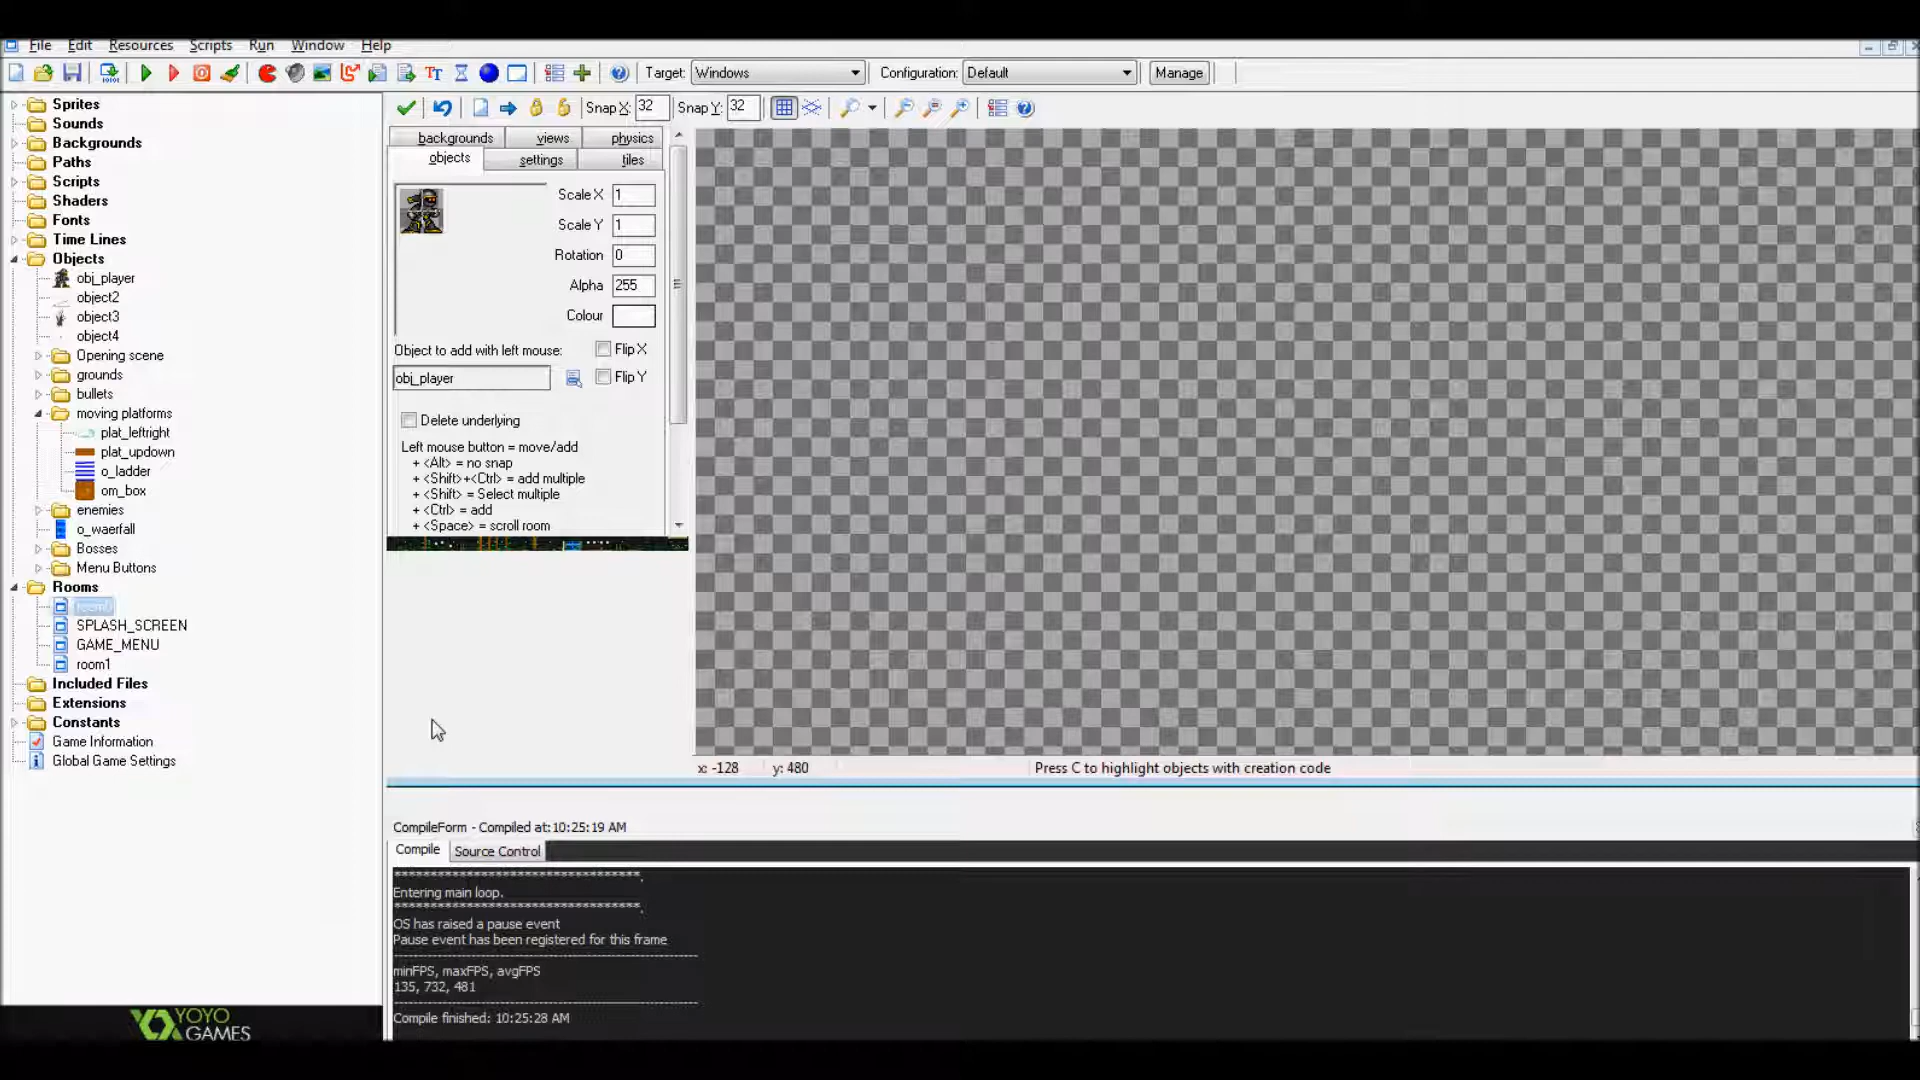 File Edit Resources Scripts Run Window Help
Target: Windows Configuration: Default Manage
Snap X: 32 Snap Y: 32
Sprites
Sounds
Backgrounds
Paths
Scripts
Shaders
Fonts
Time Lines
Objects
obj_player
object2
object3
object4
Opening scene
grounds
bullets
moving platforms
plat_leftright
plat_updown
o_ladder
om_box
enemies
o_waerfall
Bosses
Menu Buttons
Rooms
SPLASH_SCREEN
GAME_MENU
room1
Included Files
Extensions
Constants
Game Information
Global Game Settings
YOYO
GAMES
backgrounds views physics
objects settings tiles
Scale X 1
Scale Y 1
Rotation 0
Alpha 255
Colour
Object to add with left mouse: Flip X
obj_player Flip Y
Delete underlying
Left mouse button = move/add
+ <Alt> = no snap
+ <Shift>+<Ctrl> = add multiple
+ <Shift> = Select multiple
+ <Ctrl> = add
+ <Space> = scroll room
x: -128 y: 480 Press C to highlight objects with creation code
CompileForm - Compiled at:10:25:19 AM
Compile Source Control
***********************************.
Entering main loop.
***********************************.
OS has raised a pause event
Pause event has been registered for this frame
minFPS, maxFPS, avgFPS
135, 732, 481
Compile finished: 10:25:28 AM